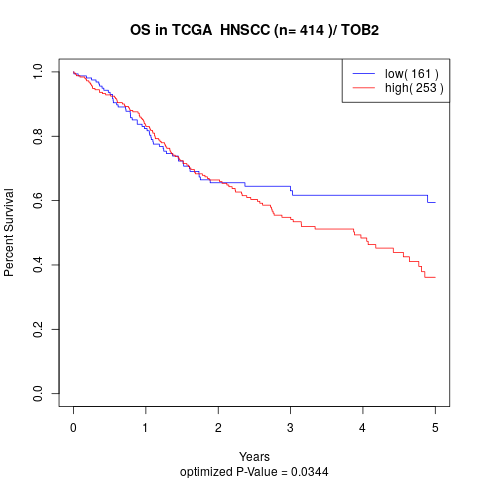 OS in TCGA HNSCC (n= 414 )/ TOB2
low( 161 )
high( 253 )
Percent Survival
1.0
0.8
0.6
0.4
0.2
0.0
0 1 2 3 4 5
Years
optimized P-Value = 0.0344